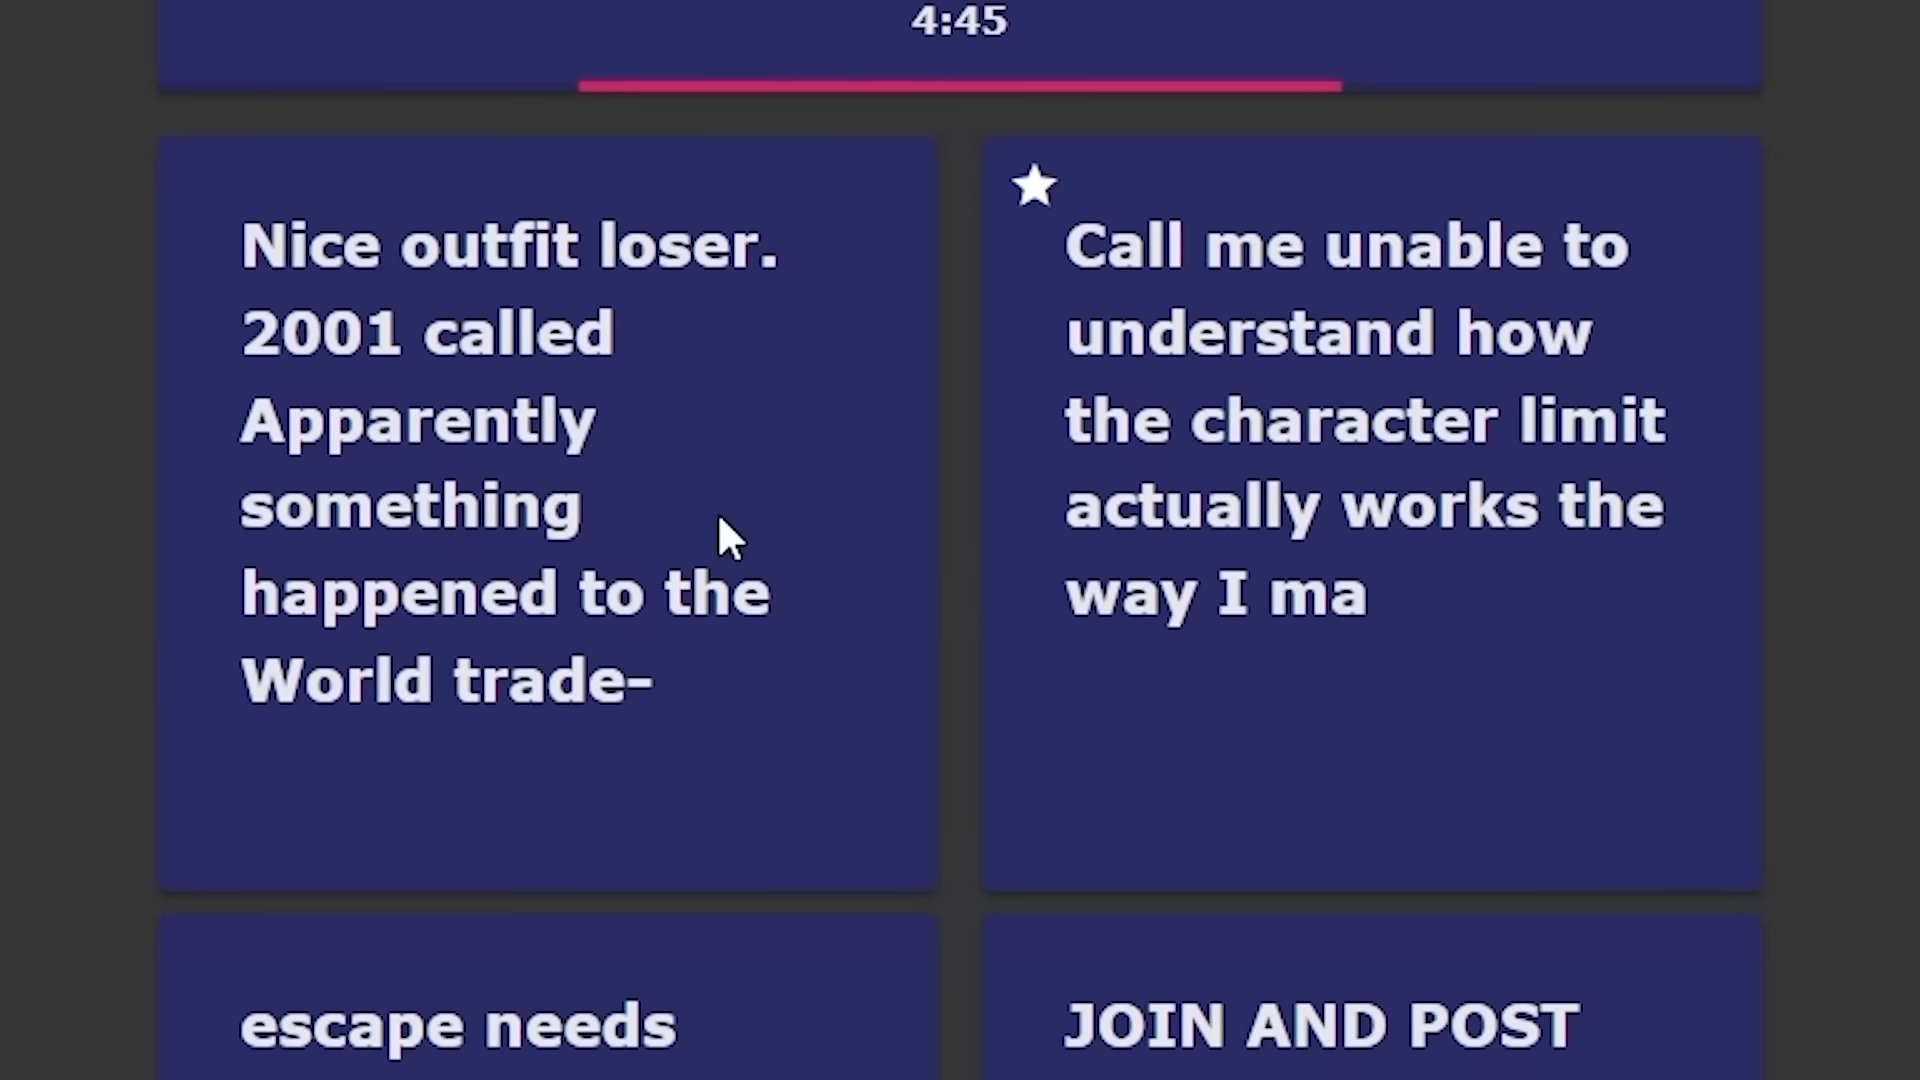 4:45
Nice outfit loser.
2001 called
Apparently
something
happened to the
World trade-
Call me unable to
understand how
the character limit
actually works the
way I ma
escape needs
JOIN AND POST